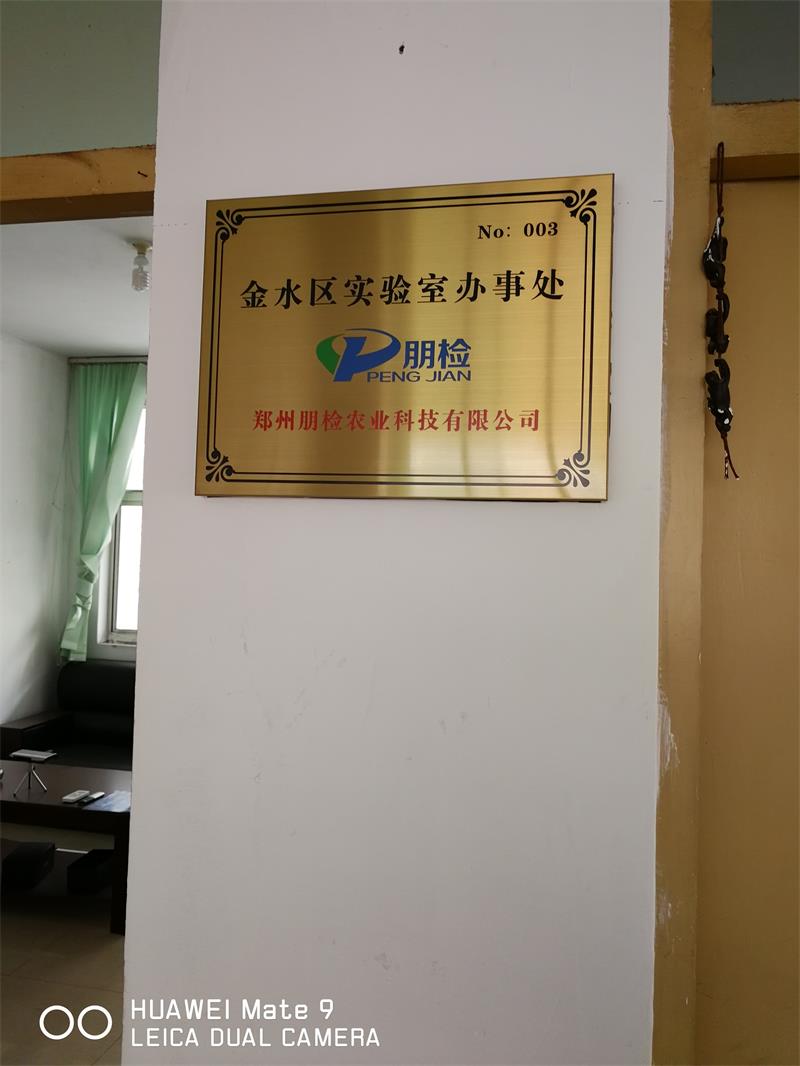 No: 003
金水区实验室办事处
朋检
PENG JIAN
郑州朋检农业科技有限公司
HUAWEI Mate 9
LEICA DUAL CAMERA